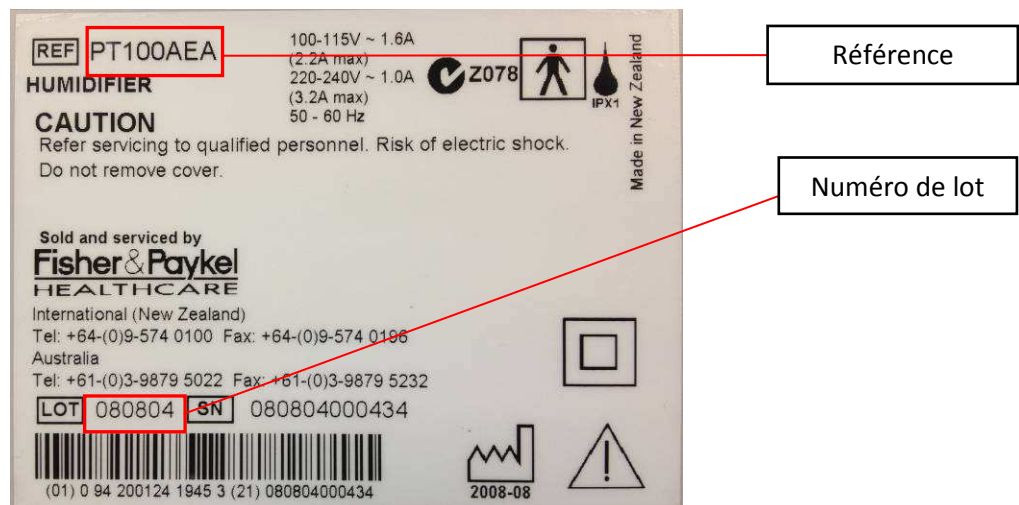 REF PT100AEA
HUMIDIFIER
100-115V ~ 1.6A
(2.2A max)
220-240V ~ 1.0A
(3.2A max)
50 - 60 Hz
Z078
IPX1
Made in New Zealand
Référence
CAUTION
Refer servicing to qualified personnel. Risk of electric shock.
Do not remove cover.
Numéro de lot
Sold and serviced by
Fisher & Paykel
HEALTHCARE
International (New Zealand)
Tel: +64-(0)9-574 0100 Fax: +64-(0)9-574 0196
Australia
Tel: +61-(0)3-9879 5022 Fax: +61-(0)3-9879 5232
LOT 080804 SN 080804000434
(01) 0 94 200124 1945 3 (21) 080804000434
2008-08